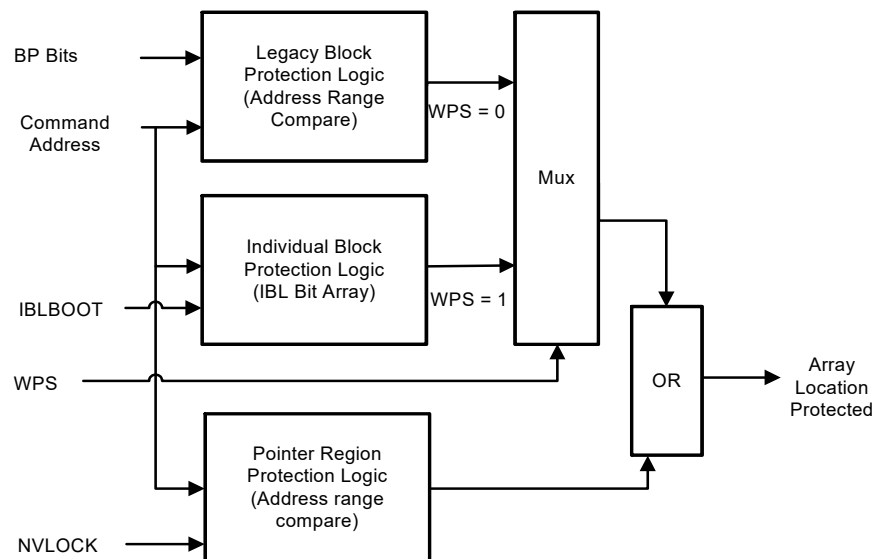 BP Bits
Command
Address
Legacy Block
Protection Logic
(Address Range
Compare)
WPS = 0
Mux
Individual Block
Protection Logic
(IBL Bit Array)
WPS = 1
IBLBOOT
WPS
OR
Array
Location
Protected
Pointer Region
Protection Logic
(Address range
compare)
NVLOCK